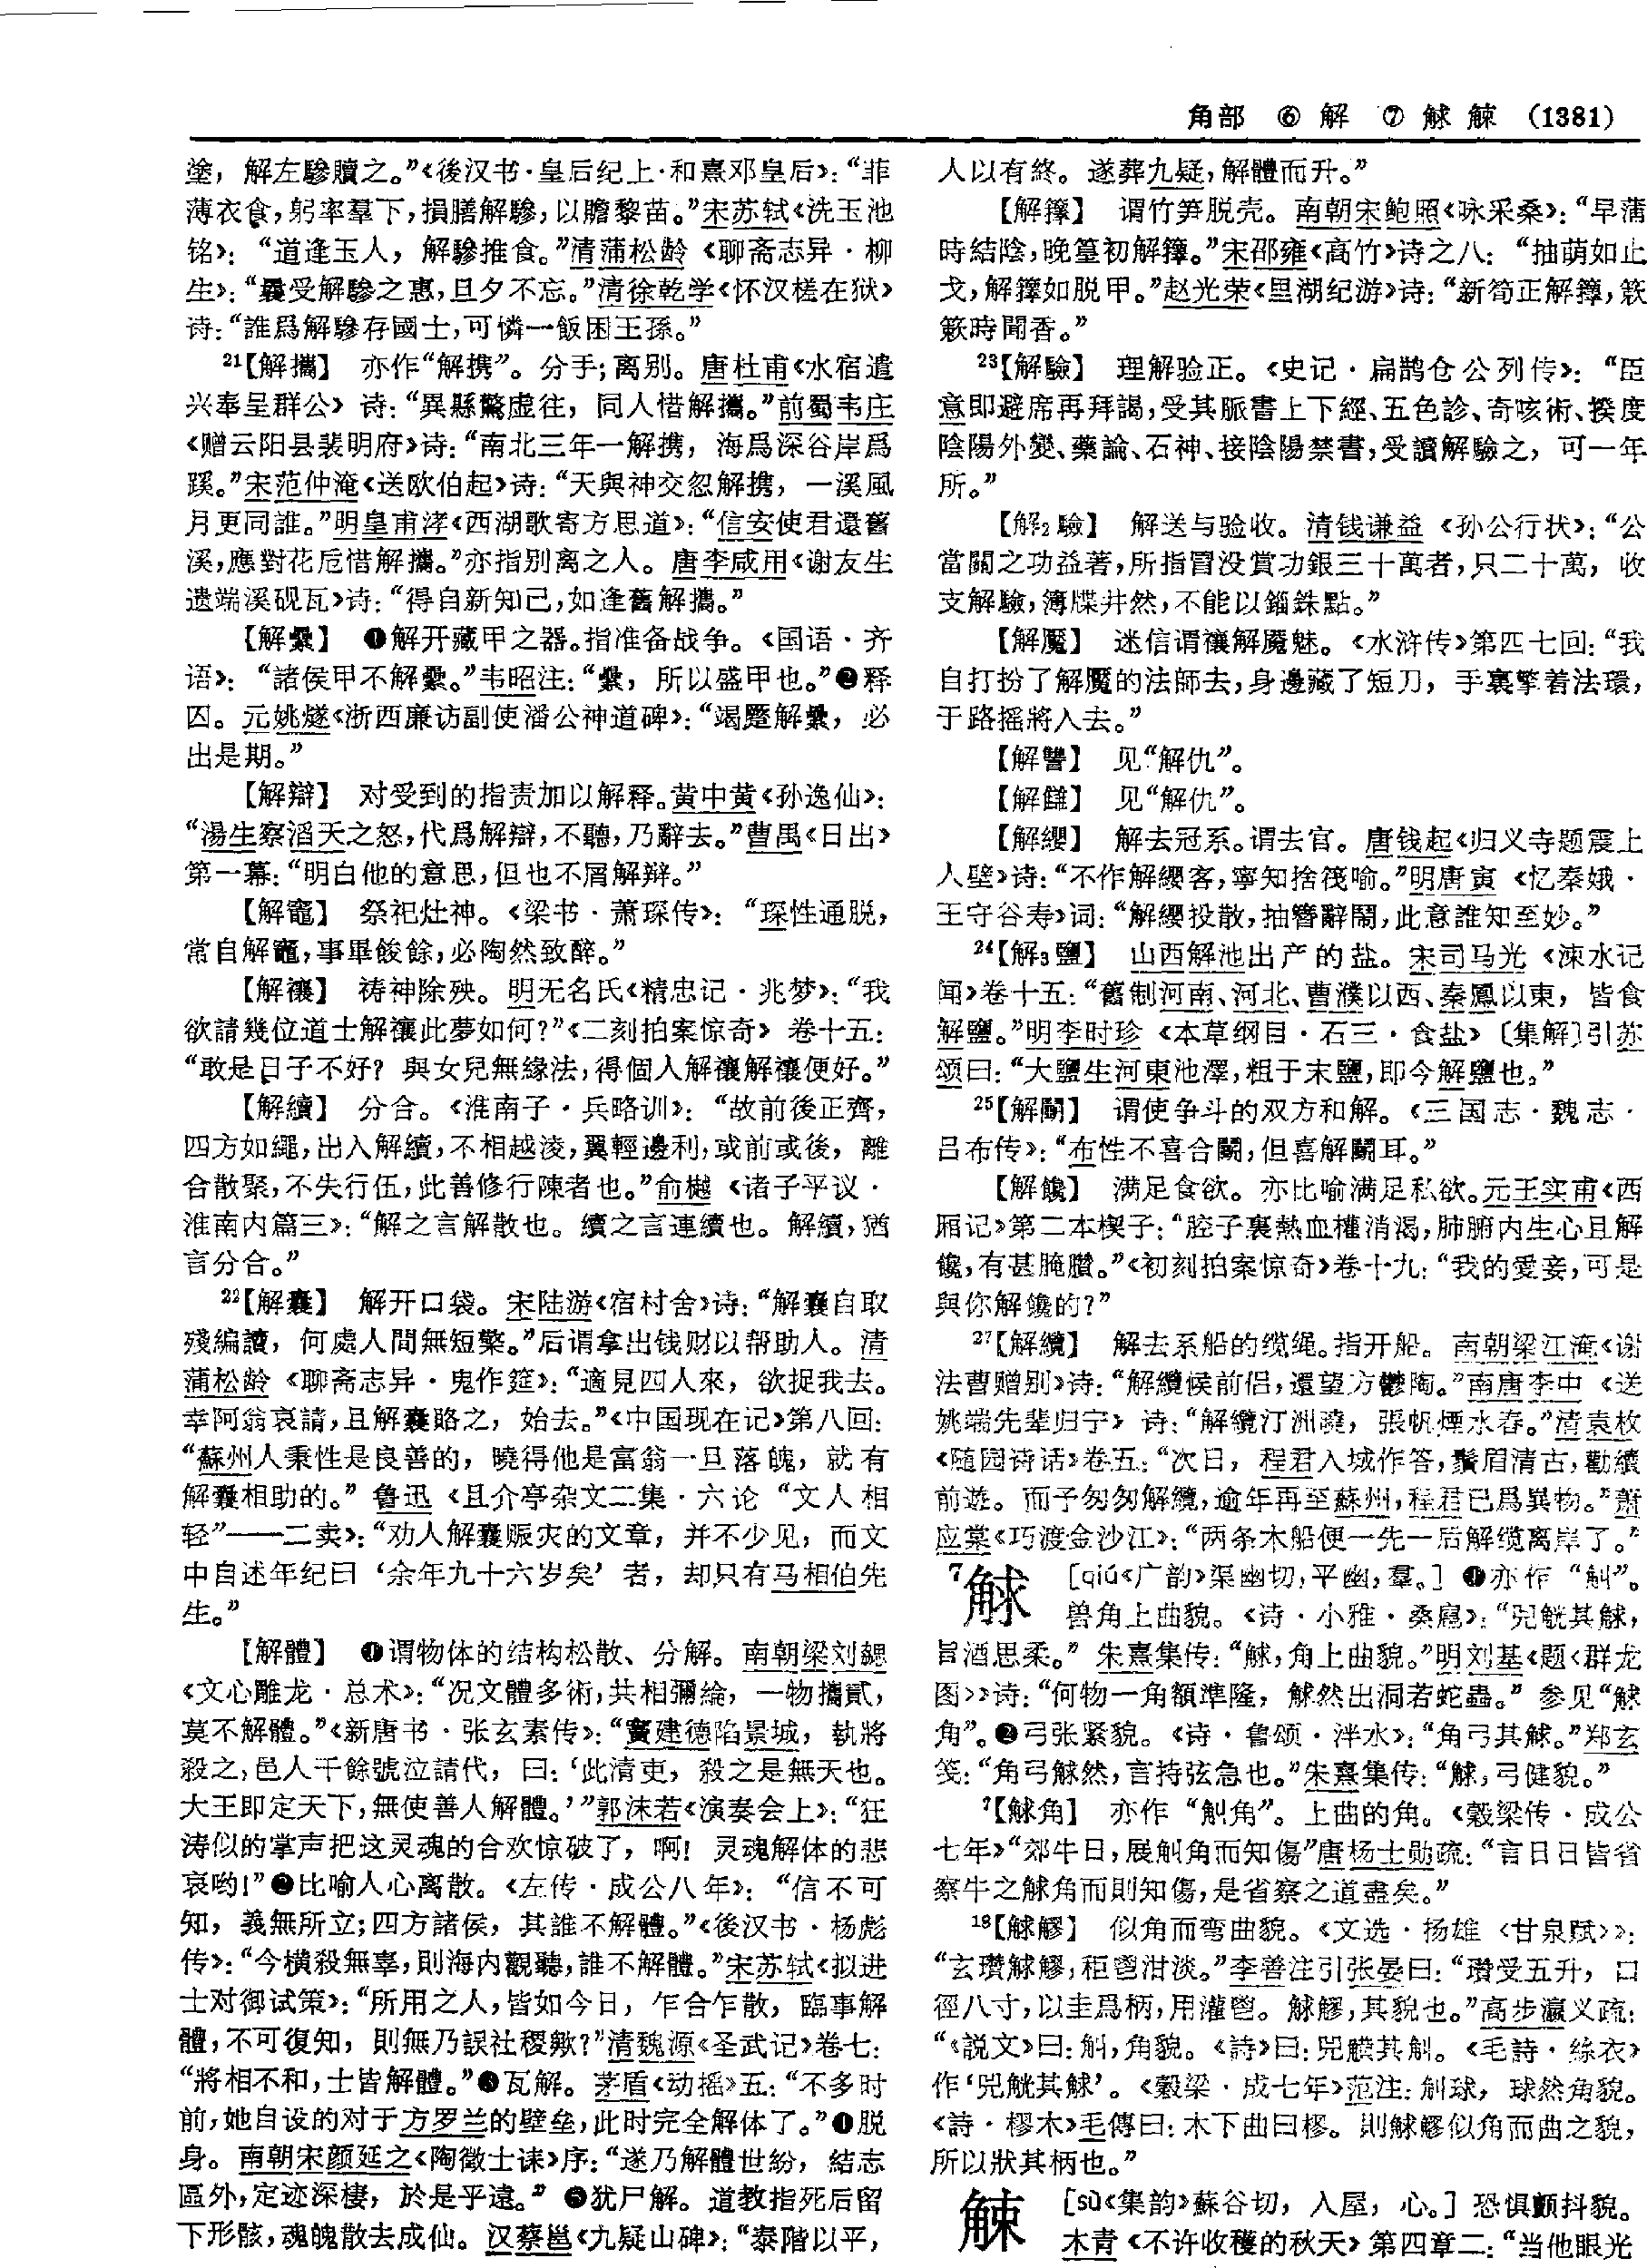 角部 ⑥ 解 ⑦ 觩 觫 (1381)
塗，解左驂贖之。”《後汉书·皇后纪上·和熹邓皇后》：“菲
薄衣食，躬率羣下，損膳解驂，以贍黎苗。”宋苏轼《洗玉池
铭》：“道逢玉人，解驂推食。”清蒲松龄《聊斋志异·柳
生》：“曩受解驂之惠，旦夕不忘。”清徐乾学《怀汉槎在狱》
诗：“誰爲解驂存國士，可憐一飯困王孫。”
21【解攜】 亦作“解携”。分手；离别。唐杜甫《水宿遣
兴奉呈群公》诗：“異縣驚虚往，同人惜解攜。”前蜀韦庄
《赠云阳县裴明府》诗：“南北三年一解携，海爲深谷岸爲
蹊。”宋范仲淹《送欧伯起》诗：“天與神交忽解携，一溪風
月更同誰。”明皇甫涍《西湖歌寄方思道》：“信安使君還舊
溪，應對花卮惜解攜。”亦指别离之人。唐李咸用《谢友生
遗端溪砚瓦》诗：“得自新知己，如逢舊解攜。”
【解纍】 ❶解开藏甲之器。指准备战争。《国语·齐
语》：“諸侯甲不解纍。”韦昭注：“纍，所以盛甲也。”❷释
囚。元姚燧《浙西廉访副使潘公神道碑》：“竭蹷解纍，必
出是期。”
【解辯】 对受到的指责加以解释。黄中黄《孙逸仙》：
“湯生察滔天之怒，代爲解辯，不聽，乃辭去。”曹禺《日出》
第一幕：“明白他的意思，但也不屑解辩。”
【解竈】 祭祀灶神。《梁书·萧琛传》：“琛性通脱，
常自解竈，事畢餕餘，必陶然致醉。”
【解禳】 祷神除殃。明无名氏《精忠记·兆梦》：“我
欲請幾位道士解禳此夢如何？”《二刻拍案惊奇》卷十五：
“敢是日子不好？與女兒無緣法，得個人解禳解禳便好。”
【解續】 分合。《淮南子·兵略训》：“故前後正齊，
四方如繩，出入解續，不相越淩，翼輕邊利，或前或後，離
合散聚，不失行伍，此善修行陳者也。”俞樾《诸子平议·
淮南内篇三》：“解之言解散也。續之言連續也。解續，猶
言分合。”
22【解囊】 解开口袋。宋陆游《宿村舍》诗：“解囊自取
殘編讀，何處人間無短檠。”后谓拿出钱财以帮助人。清
蒲松龄《聊斋志异·鬼作筵》：“適見四人來，欲捉我去。
幸阿翁哀請，且解囊賂之，始去。”《中国现在记》第八回：
“蘇州人秉性是良善的，曉得他是富翁一旦落魄，就有
解囊相助的。”鲁迅《且介亭杂文二集·六论“文人相
轻”——二卖》：“劝人解囊赈灾的文章，并不少见，而文
中自述年纪曰‘余年九十六岁矣’者，却只有马相伯先
生。”
【解體】 ❶谓物体的结构松散、分解。南朝梁刘勰
《文心雕龙·总术》：“况文體多術，共相彌綸，一物攜貳，
莫不解體。”《新唐书·张玄素传》：“竇建德陷景城，執將
殺之，邑人千餘號泣請代，曰：‘此清吏，殺之是無天也。
大王即定天下，無使善人解體。’”郭沫若《演奏会上》：“狂
涛似的掌声把这灵魂的合欢惊破了，啊！灵魂解体的悲
哀哟！”❷比喻人心离散。《左传·成公八年》：“信不可
知，義無所立；四方諸侯，其誰不解體。”《後汉书·杨彪
传》：“今横殺無辜，則海内觀聽，誰不解體。”宋苏轼《拟进
士对御试策》：“所用之人，皆如今日，乍合乍散，臨事解
體，不可復知，則無乃誤社稷歟？”清魏源《圣武记》卷七：
“將相不和，士皆解體。”❸瓦解。茅盾《动摇》五：“不多时
前，她自设的对于方罗兰的壁垒，此时完全解体了。”❹脱
身。南朝宋颜延之《陶徵士诔》序：“遂乃解體世紛，結志
區外，定迹深棲，於是乎遠。”❺犹尸解。道教指死后留
下形骸，魂魄散去成仙。汉蔡邕《九疑山碑》：“泰階以平，
人以有終。遂葬九疑，解體而升。”
【解籜】 谓竹笋脱壳。南朝宋鲍照《咏采桑》：“早蒲
時結陰，晚篁初解籜。”宋邵雍《高竹》诗之八：“抽萌如止
戈，解籜如脱甲。”赵光荣《里湖纪游》诗：“新筍正解籜，簌
簌時聞香。”
23【解驗】 理解验正。《史记·扁鹊仓公列传》：“臣
意即避席再拜謁，受其脈書上下經、五色診、奇咳術、揆度
陰陽外變、藥論、石神、接陰陽禁書，受讀解驗之，可一年
所。”
【解₂驗】 解送与验收。清钱谦益《孙公行状》：“公
當關之功益著，所指冒没賞功銀三十萬者，只二十萬，收
支解驗，簿牒井然，不能以錙銖點。”
【解魘】 迷信谓禳解魘魅。《水浒传》第四七回：“我
自打扮了解魘的法師去，身邊藏了短刀，手裏擎着法環，
于路摇將入去。”
【解讐】 见“解仇”。
【解讎】 见“解仇”。
【解纓】 解去冠系。谓去官。唐钱起《归义寺题震上
人壁》诗：“不作解纓客，寧知捨筏喻。”明唐寅《忆秦娥·
王守谷寿》词：“解纓投散，抽簪辭鬧，此意誰知至妙。”
24【解₃鹽】 山西解池出产的盐。宋司马光《涑水记
闻》卷十五：“舊制河南、河北、曹濮以西、秦鳳以東，皆食
解鹽。”明李时珍《本草纲目·石三·食盐》〔集解〕引苏
颂曰：“大鹽生河東池澤，粗于末鹽，即今解鹽也。”
25【解鬭】 谓使争斗的双方和解。《三国志·魏志·
吕布传》：“布性不喜合鬭，但喜解鬭耳。”
【解饞】 满足食欲。亦比喻满足私欲。元王实甫《西
厢记》第二本楔子：“腔子裏熱血權消渴，肺腑内生心且解
饞，有甚腌臢。”《初刻拍案惊奇》卷十九：“我的愛妾，可是
與你解饞的？”
27【解纜】 解去系船的缆绳。指开船。南朝梁江淹《谢
法曹赠别》诗：“解纜候前侣，還望方鬱陶。”南唐李中《送
姚端先辈归宁》诗：“解纜汀洲曉，張帆煙水春。”清袁枚
《随园诗话》卷五：“次日，程君入城作答，鬚眉清古，勸續
前遊。而予匆匆解纜，逾年再至蘇州，程君已爲異物。”萧
应棠《巧渡金沙江》：“两条木船便一先一后解缆离岸了。”
7觩 [qiú《广韵》渠幽切，平幽，羣。] ❶亦作“觓”。
兽角上曲貌。《诗·小雅·桑扈》：“兕觥其觩，
旨酒思柔。”朱熹集传：“觩，角上曲貌。”明刘基《题〈群龙
图〉》诗：“何物一角額準隆，觩然出洞若蛇蟲。”参见“觩
角”。❷弓张紧貌。《诗·鲁颂·泮水》：“角弓其觩。”郑玄
笺：“角弓觩然，言持弦急也。”朱熹集传：“觩，弓健貌。”
7【觩角】 亦作“觓角”。上曲的角。《穀梁传·成公
七年》“郊牛日，展觓角而知傷”唐杨士勋疏：“言日日皆省
察牛之觩角而則知傷，是省察之道盡矣。”
18【觩觺】 似角而弯曲貌。《文选·扬雄〈甘泉赋〉》：
“玄瓚觩觺，秬鬯泔淡。”李善注引张晏曰：“瓚受五升，口
徑八寸，以圭爲柄，用灌鬯。觩觺，其貌也。”高步瀛义疏：
“《説文》曰：觓，角貌。《詩》曰：兕觵其觓。《毛詩·絲衣》
作‘兕觥其觩’。《穀梁·成七年》范注：觓球，球然角貌。
《詩·樛木》毛傳曰：木下曲曰樛。則觩觺似角而曲之貌，
所以狀其柄也。”
觫 [sù《集韵》蘇谷切，入屋，心。] 恐惧颤抖貌。
木青《不许收穫的秋天》第四章二：“当他眼光